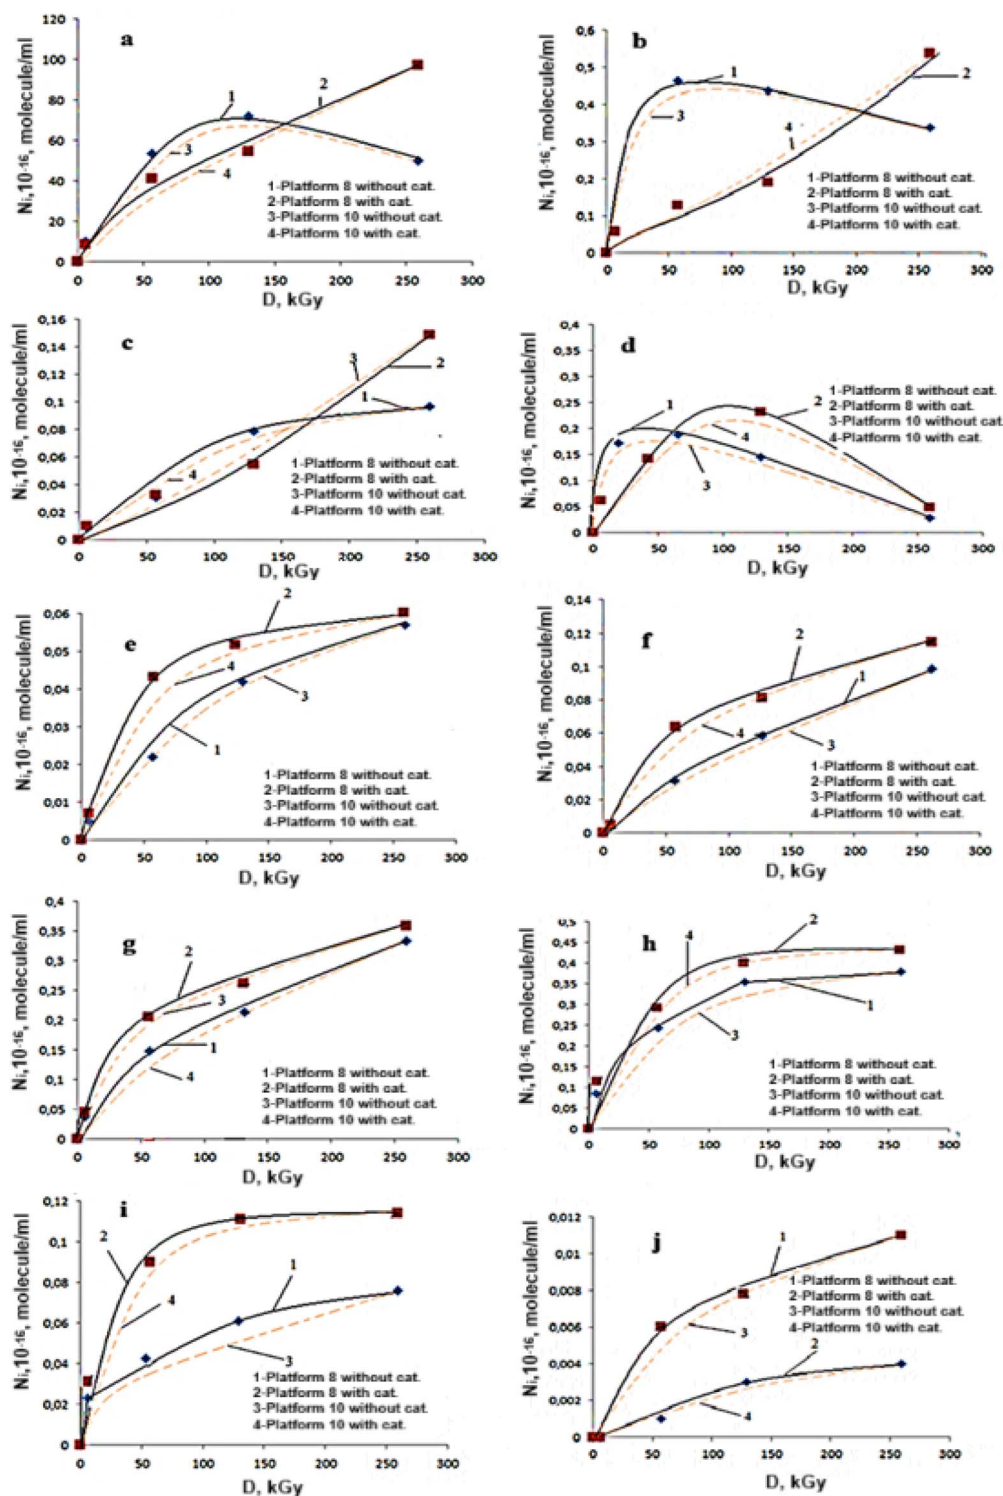 a
Ni,10-16, molecule/ml
120
100
80
60
40
20
0
1
2
3
4
1-Platform 8 without cat.
2-Platform 8 with cat.
3-Platform 10 without cat.
4-Platform 10 with cat.
0 50 100 150 200 250 300
D, kGy
b
Ni,10-16, molecule/ml
0,6
0,5
0,4
0,3
0,2
0,1
0
1
2
3
4
1
1-Platform 8 without cat.
2-Platform 8 with cat.
3-Platform 10 without cat.
4-Platform 10 with cat.
0 50 100 150 200 250 300
D, kGy
c
Ni,10-16, molecule/ml
0,16
0,14
0,12
0,1
0,08
0,06
0,04
0,02
0
3
2
1
4
1-Platform 8 without cat.
2-Platform 8 with cat.
3-Platform 10 without cat.
4-Platform 10 with cat.
0 50 100 150 200 250 300
D, kGy
d
Ni,10-16, molecule/ml
0,4
0,35
0,3
0,25
0,2
0,15
0,1
0,05
0
1
2
4
3
1-Platform 8 without cat.
2-Platform 8 with cat.
3-Platform 10 without cat.
4-Platform 10 with cat.
0 50 100 150 200 250 300
D, kGy
e
Ni,10-16, molecule/ml
0,06
0,05
0,04
0,03
0,02
0,01
0
2
4
3
1
1-Platform 8 without cat.
2-Platform 8 with cat.
3-Platform 10 without cat.
4-Platform 10 with cat.
0 50 100 150 200 250 300
D, kGy
f
Ni,10-16, molecule/ml
0,14
0,12
0,1
0,08
0,06
0,04
0,02
0
2
1
4
3
1-Platform 8 without cat.
2-Platform 8 with cat.
3-Platform 10 without cat.
4-Platform 10 with cat.
0 50 100 150 200 250 300
D, kGy
g
Ni,10-16, molecule/ml
0,4
0,35
0,3
0,25
0,2
0,15
0,1
0,05
0
2
3
1
4
1-Platform 8 without cat.
2-Platform 8 with cat.
3-Platform 10 without cat.
4-Platform 10 with cat.
0 50 100 150 200 250 300
D, kGy
h
Ni,10-16, molecule/ml
0,5
0,45
0,4
0,35
0,3
0,25
0,2
0,15
0,1
0,05
0
4
2
1
3
1-Platform 8 without cat.
2-Platform 8 with cat.
3-Platform 10 without cat.
4-Platform 10 with cat.
0 50 100 150 200 250 300
D, kGy
i
Ni,10-16, molecule/ml
0,12
0,1
0,08
0,06
0,04
0,02
0
2
1
4
3
1-Platform 8 without cat.
2-Platform 8 with cat.
3-Platform 10 without cat.
4-Platform 10 with cat.
0 50 100 150 200 250 300
D, kGy
j
Ni,10-16, molecule/ml
0,012
0,01
0,008
0,006
0,004
0,002
0
1
3
2
4
1-Platform 8 without cat.
2-Platform 8 with cat.
3-Platform 10 without cat.
4-Platform 10 with cat.
0 50 100 150 200 250 300
D, kGy